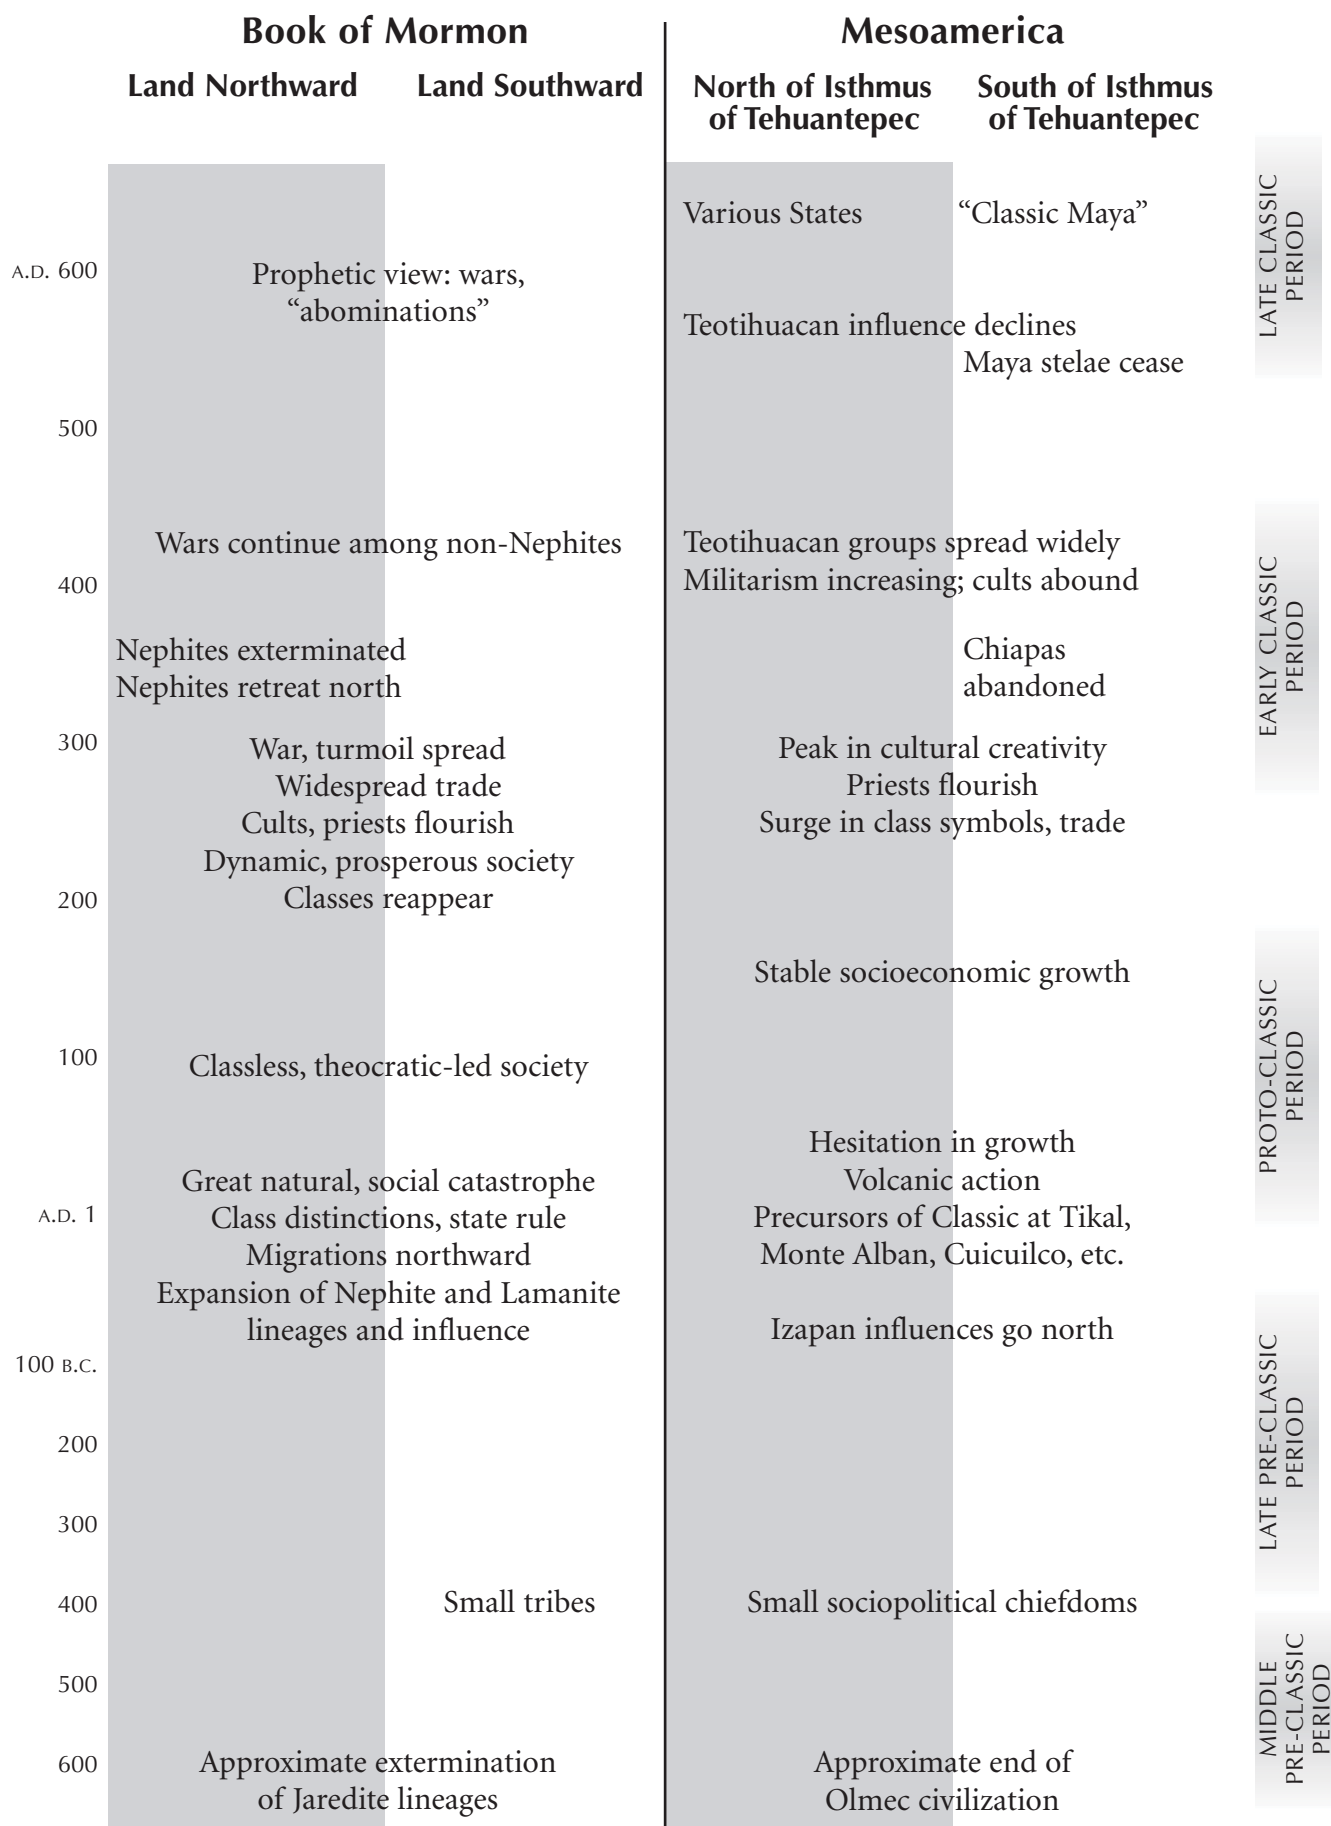 Book of Mormon
Mesoamerica
Land Northward
Land Southward
North of Isthmus
of Tehuantepec
South of Isthmus
of Tehuantepec
Various States
“Classic Maya”
LATE CLASSIC
PERIOD
A.D. 600
Prophetic view: wars,
“abominations”
Teotihuacan influence declines
Maya stelae cease
500
Wars continue among non-Nephites
Teotihuacan groups spread widely
400
Militarism increasing; cults abound
EARLY CLASSIC
PERIOD
Nephites exterminated
Nephites retreat north
Chiapas
abandoned
300
War, turmoil spread
Widespread trade
Cults, priests flourish
Dynamic, prosperous society
Classes reappear
Peak in cultural creativity
Priests flourish
Surge in class symbols, trade
200
Stable socioeconomic growth
100
Classless, theocratic-led society
PROTO-CLASSIC
PERIOD
Hesitation in growth
Volcanic action
Precursors of Classic at Tikal,
Monte Alban, Cuicuilco, etc.
Great natural, social catastrophe
A.D. 1
Class distinctions, state rule
Migrations northward
Expansion of Nephite and Lamanite
lineages and influence
Izapan influences go north
100 B.C.
LATE PRE-CLASSIC
PERIOD
200
300
400
Small tribes
Small sociopolitical chiefdoms
500
MIDDLE
PRE-CLASSIC
PERIOD
600
Approximate extermination
of Jaredite lineages
Approximate end of
Olmec civilization